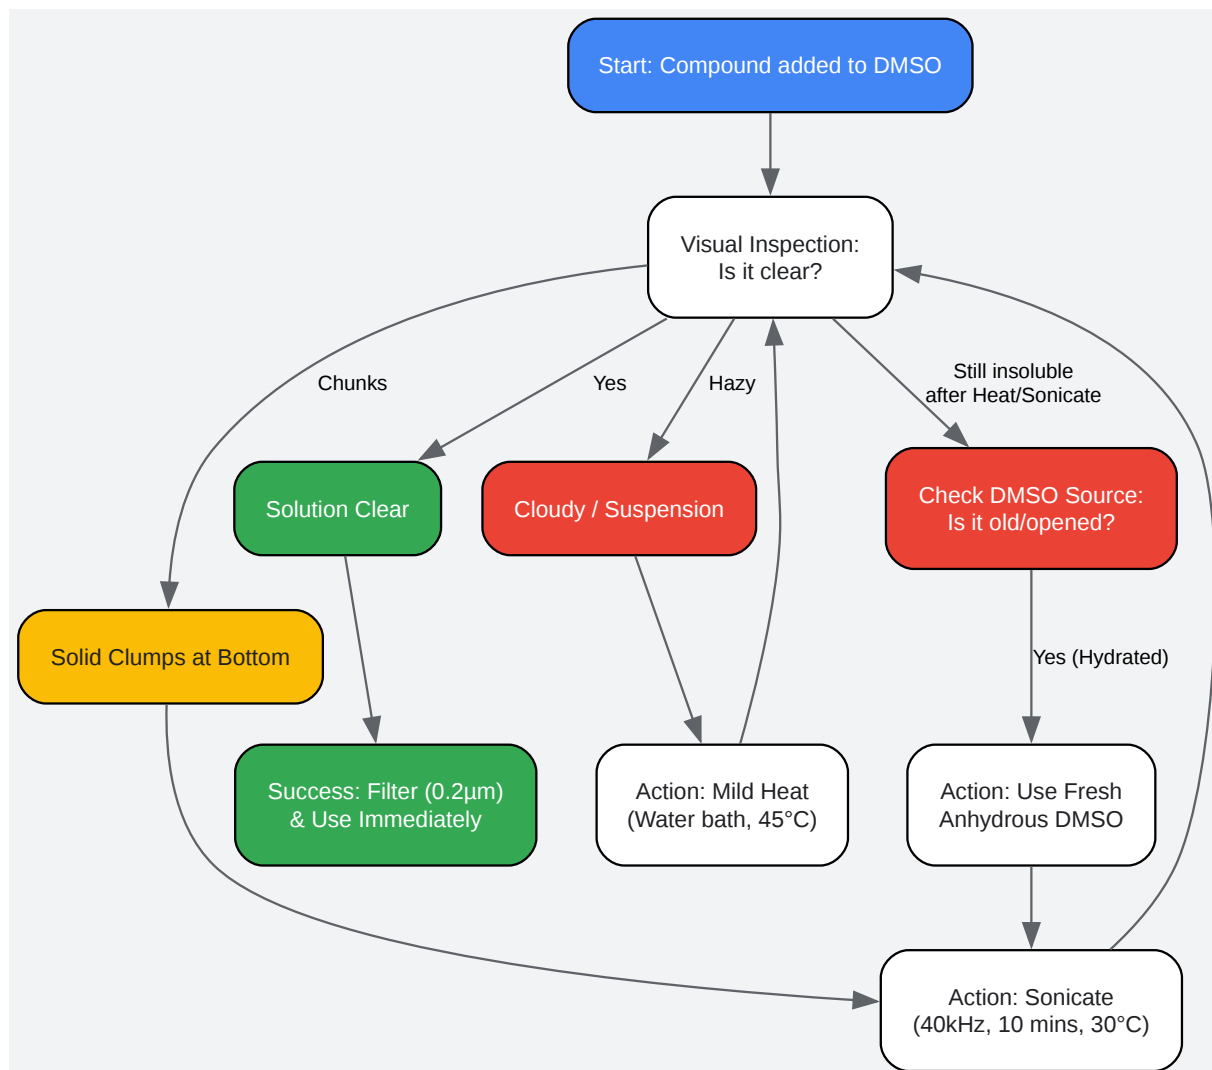 Start: Compound added to DMSO
Visual Inspection:
Is it clear?
Chunks
Yes
Hazy
Still insoluble
after Heat/Sonicate
Solution Clear
Cloudy / Suspension
Check DMSO Source:
Is it old/opened?
Solid Clumps at Bottom
Yes (Hydrated)
Success: Filter (0.2µm)
& Use Immediately
Action: Mild Heat
(Water bath, 45°C)
Action: Use Fresh
Anhydrous DMSO
Action: Sonicate
(40kHz, 10 mins, 30°C)